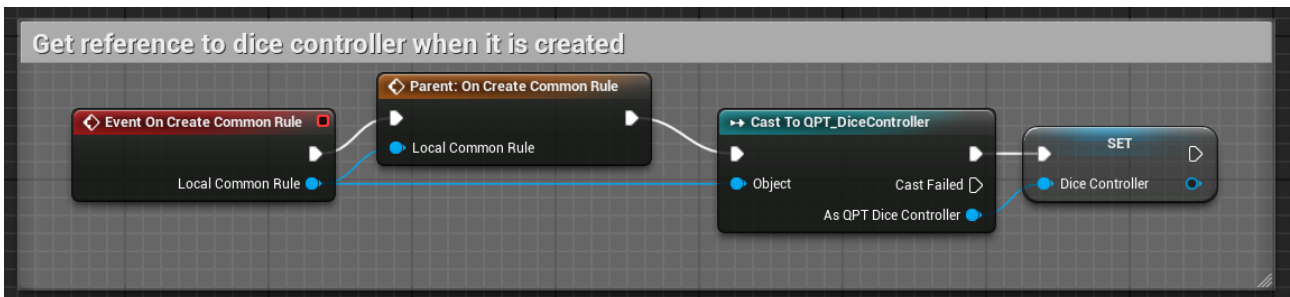 Get reference to dice controller when it is created
Parent: On Create Common Rule
Local Common Rule
Event On Create Common Rule
Local Common Rule
Cast To QPT_DiceController
Object
Cast Failed
As QPT Dice Controller
SET
Dice Controller